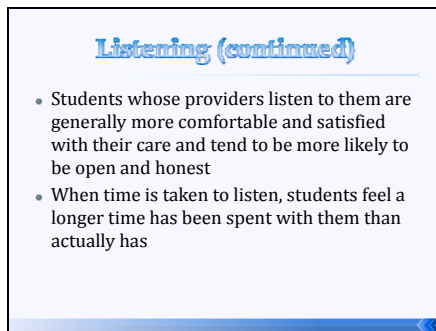 Listening (continued)
Students whose providers listen to them are
generally more comfortable and satisfied
with their care and tend to be more likely to
be open and honest
When time is taken to listen, students feel a
longer time has been spent with them than
actually has